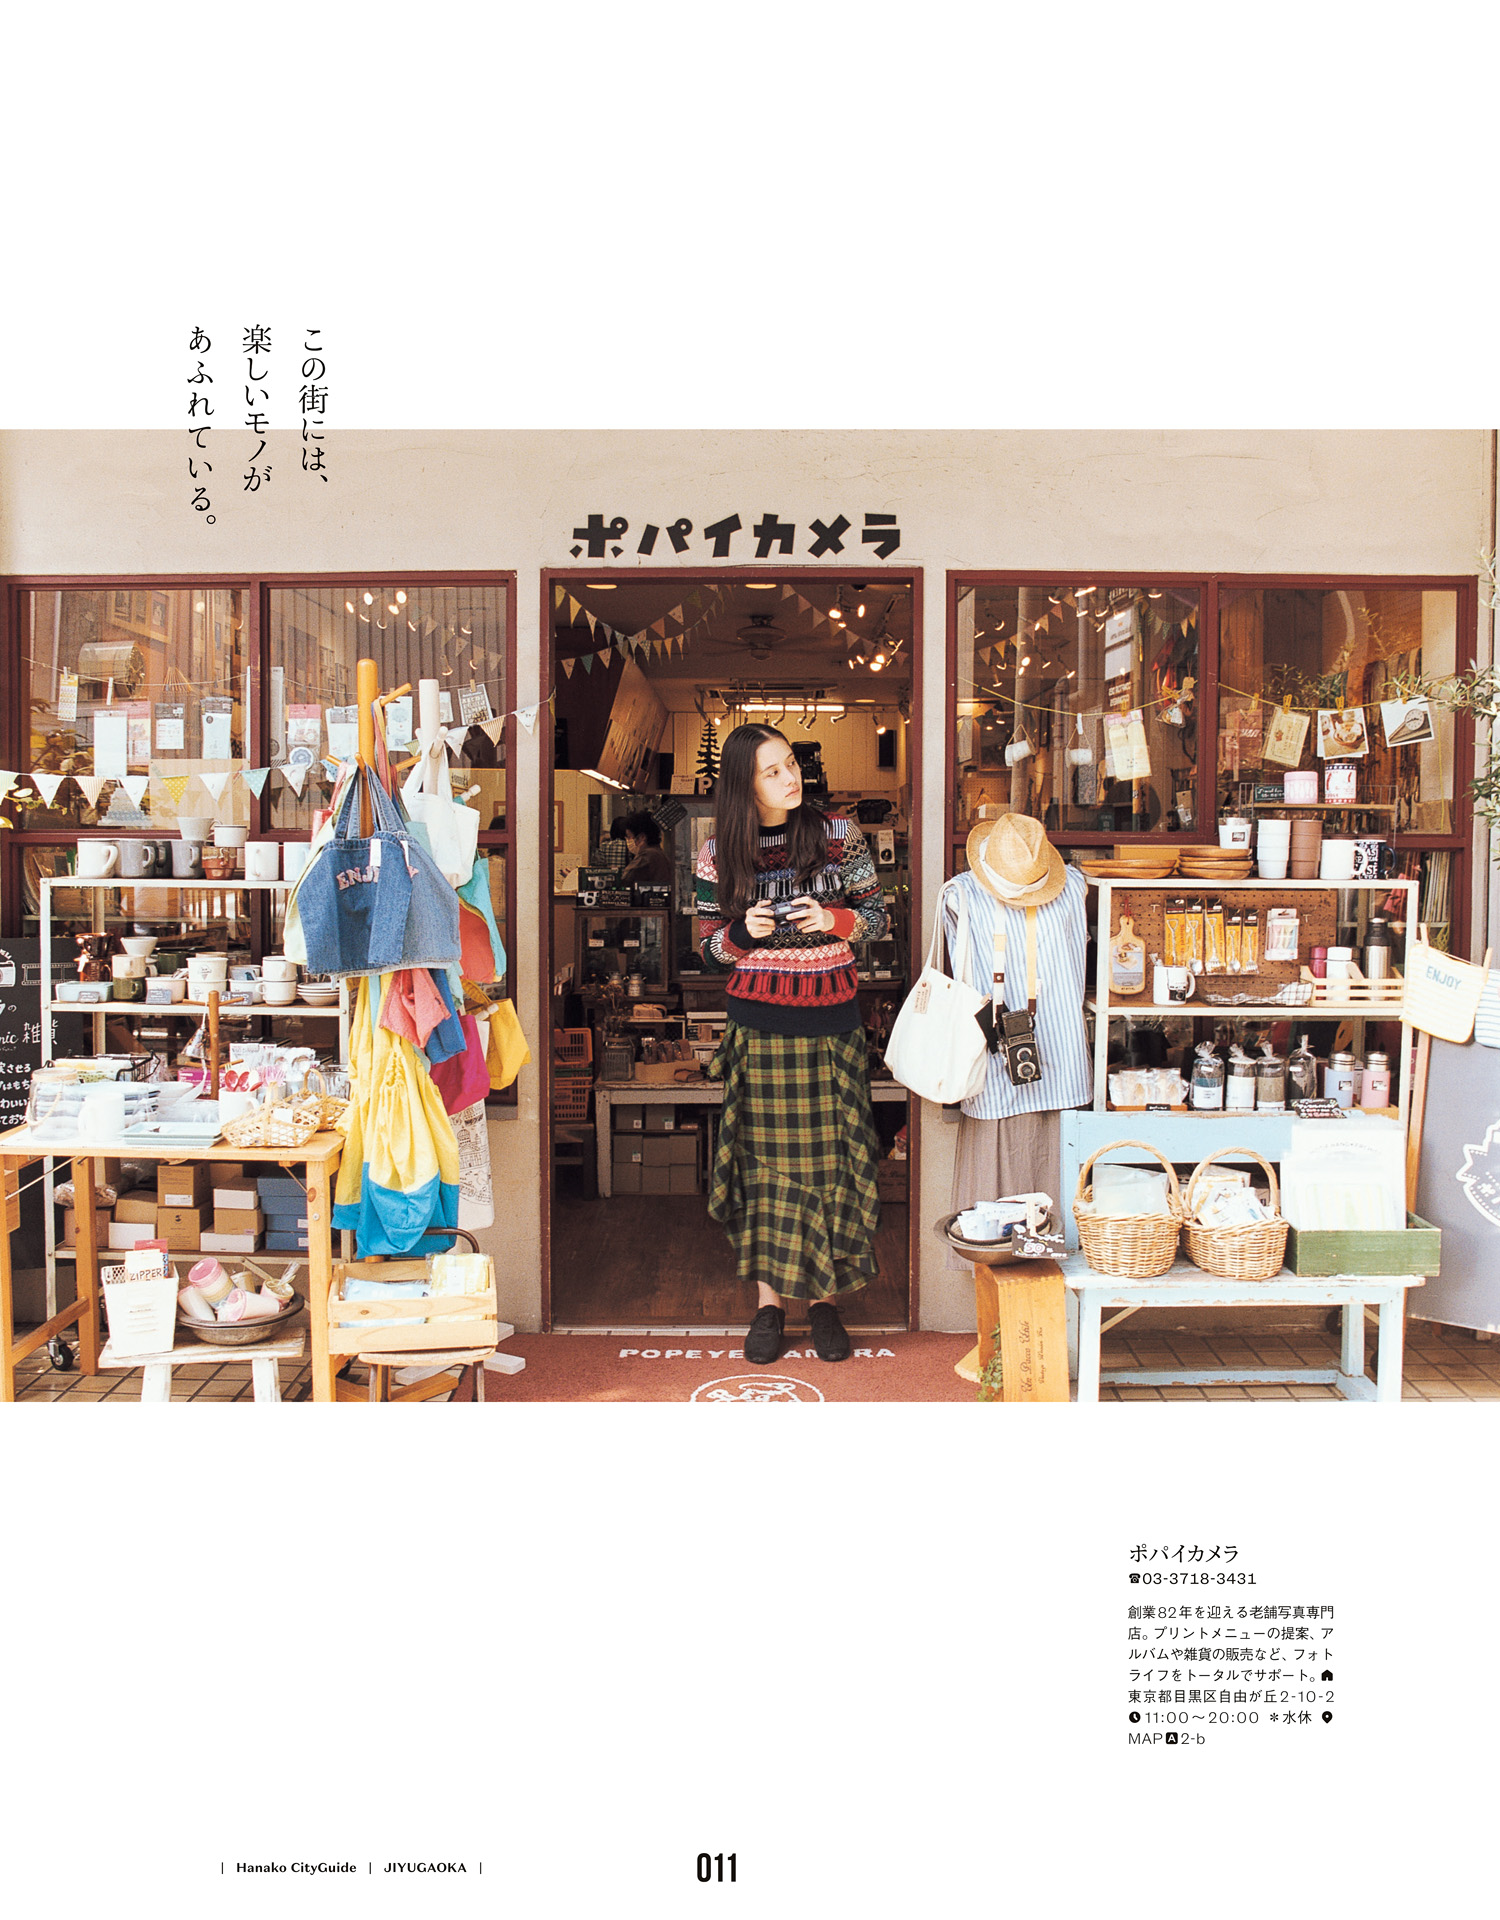 この街には、
楽しいモノが
あふれている。
ポパイカメラ
ENJOY
ENJOY
ZIPPER
POPEYE CAMERA
ポパイカメラ
☎03-3718-3431
創業82年を迎える老舗写真専門
店。プリントメニューの提案、ア
ルバムや雑貨の販売など、フォト
ライフをトータルでサポート。
東京都目黒区自由が丘2-10-2
11:00〜20:00 ＊水休
MAP A 2-b
| Hanako CityGuide | JIYUGAOKA |
011